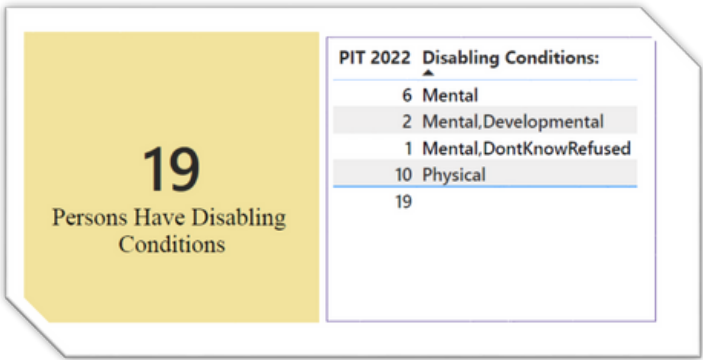 19
Persons Have Disabling
Conditions
PIT 2022 Disabling Conditions:
6 Mental
2 Mental,Developmental
1 Mental,DontKnowRefused
10 Physical
19